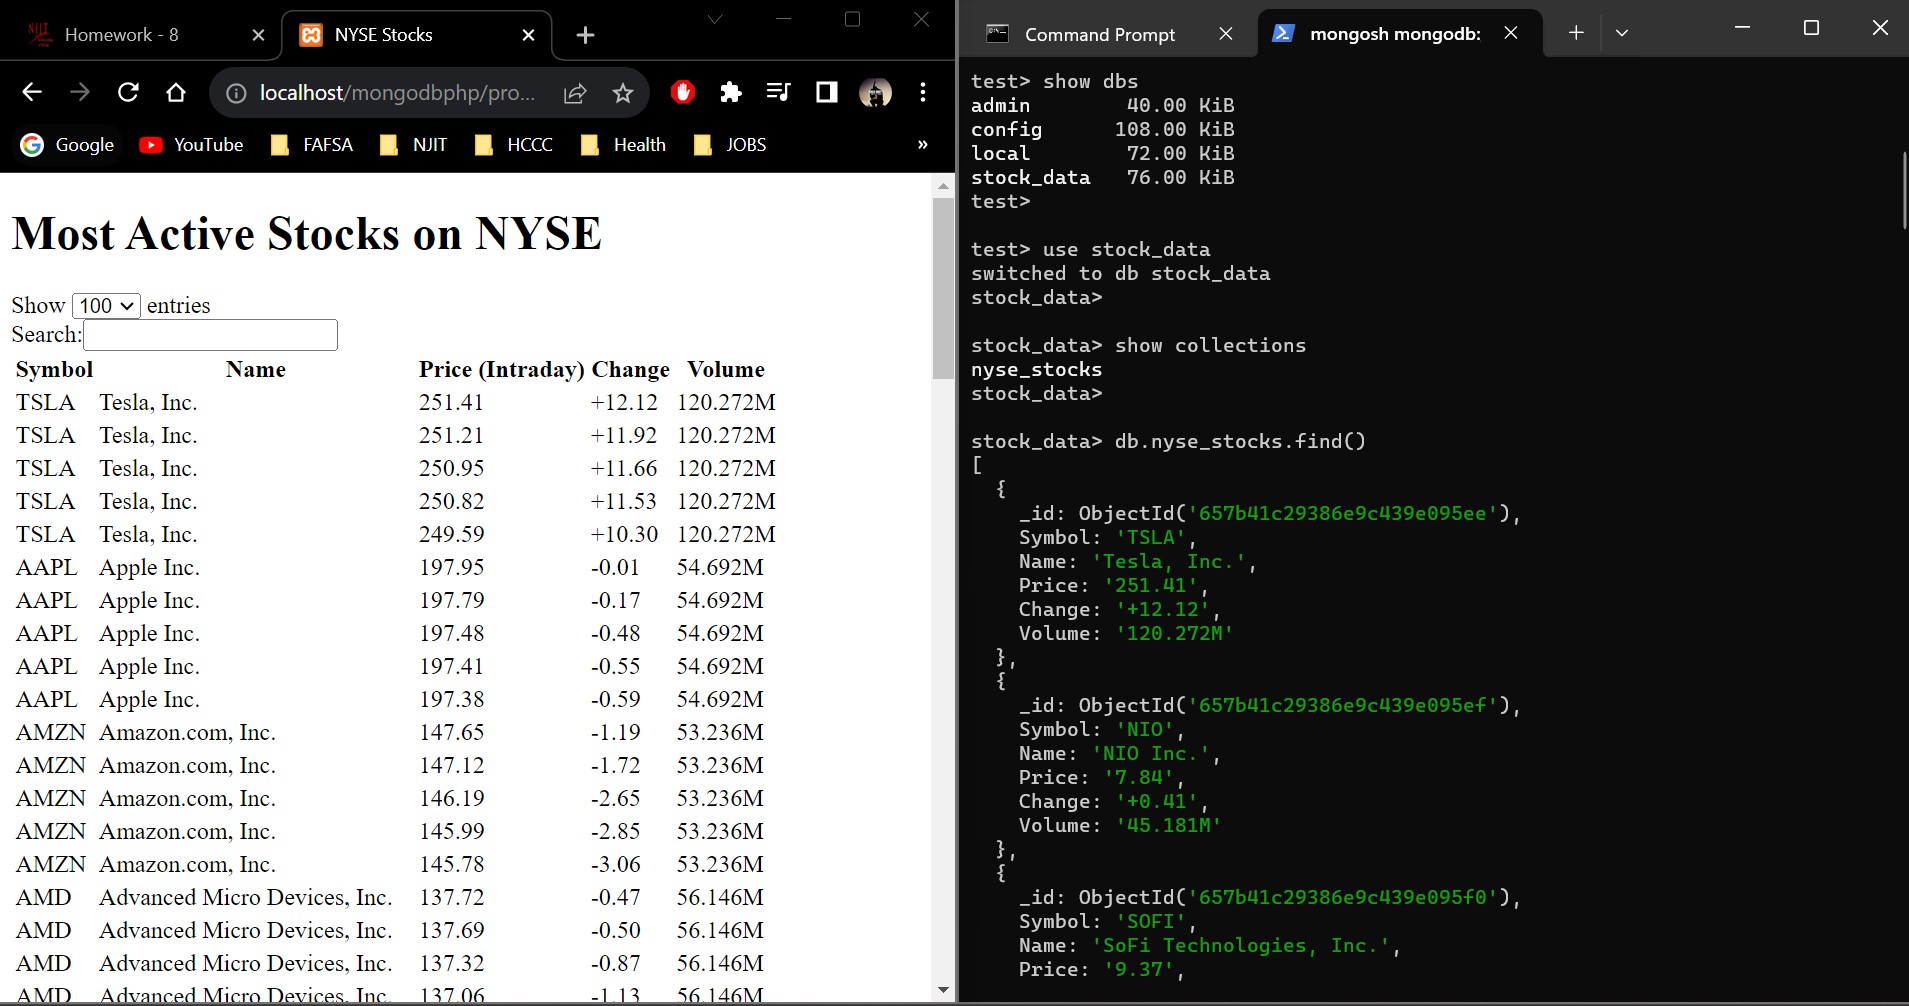 Homework - 8
NYSE Stocks
localhost/mongodbphp/pro...
Google
YouTube
FAFSA
NJIT
HCCC
Health
JOBS
»
Most Active Stocks on NYSE
Show 100 entries
Search:
Symbol Name Price (Intraday) Change Volume
TSLA Tesla, Inc. 251.41 +12.12 120.272M
TSLA Tesla, Inc. 251.21 +11.92 120.272M
TSLA Tesla, Inc. 250.95 +11.66 120.272M
TSLA Tesla, Inc. 250.82 +11.53 120.272M
TSLA Tesla, Inc. 249.59 +10.30 120.272M
AAPL Apple Inc. 197.95 -0.01 54.692M
AAPL Apple Inc. 197.79 -0.17 54.692M
AAPL Apple Inc. 197.48 -0.48 54.692M
AAPL Apple Inc. 197.41 -0.55 54.692M
AAPL Apple Inc. 197.38 -0.59 54.692M
AMZN Amazon.com, Inc. 147.65 -1.19 53.236M
AMZN Amazon.com, Inc. 147.12 -1.72 53.236M
AMZN Amazon.com, Inc. 146.19 -2.65 53.236M
AMZN Amazon.com, Inc. 145.99 -2.85 53.236M
AMZN Amazon.com, Inc. 145.78 -3.06 53.236M
AMD Advanced Micro Devices, Inc. 137.72 -0.47 56.146M
AMD Advanced Micro Devices, Inc. 137.69 -0.50 56.146M
AMD Advanced Micro Devices, Inc. 137.32 -0.87 56.146M
AMD Advanced Micro Devices, Inc. 137.06 -1.13 56.146M
Command Prompt
mongosh mongodb:
test> show dbs
admin 40.00 KiB
config 108.00 KiB
local 72.00 KiB
stock_data 76.00 KiB
test>
test> use stock_data
switched to db stock_data
stock_data>
stock_data> show collections
nyse_stocks
stock_data>
stock_data> db.nyse_stocks.find()
[
{
_id: ObjectId('657b41c29386e9c439e095ee'),
Symbol: 'TSLA',
Name: 'Tesla, Inc.',
Price: '251.41',
Change: '+12.12',
Volume: '120.272M'
},
{
_id: ObjectId('657b41c29386e9c439e095ef'),
Symbol: 'NIO',
Name: 'NIO Inc.',
Price: '7.84',
Change: '+0.41',
Volume: '45.181M'
},
{
_id: ObjectId('657b41c29386e9c439e095f0'),
Symbol: 'SOFI',
Name: 'SoFi Technologies, Inc.',
Price: '9.37',